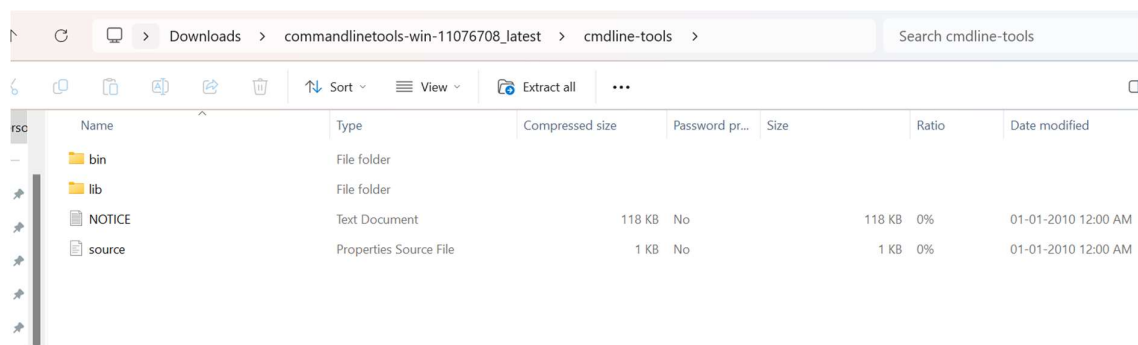 Downloads > commandlinetools-win-11076708_latest > cmdline-tools > Search cmdline-tools
Sort View Extract all ...
Name Type Compressed size Password pr... Size Ratio Date modified
bin File folder
lib File folder
NOTICE Text Document 118 KB No 118 KB 0% 01-01-2010 12:00 AM
source Properties Source File 1 KB No 1 KB 0% 01-01-2010 12:00 AM